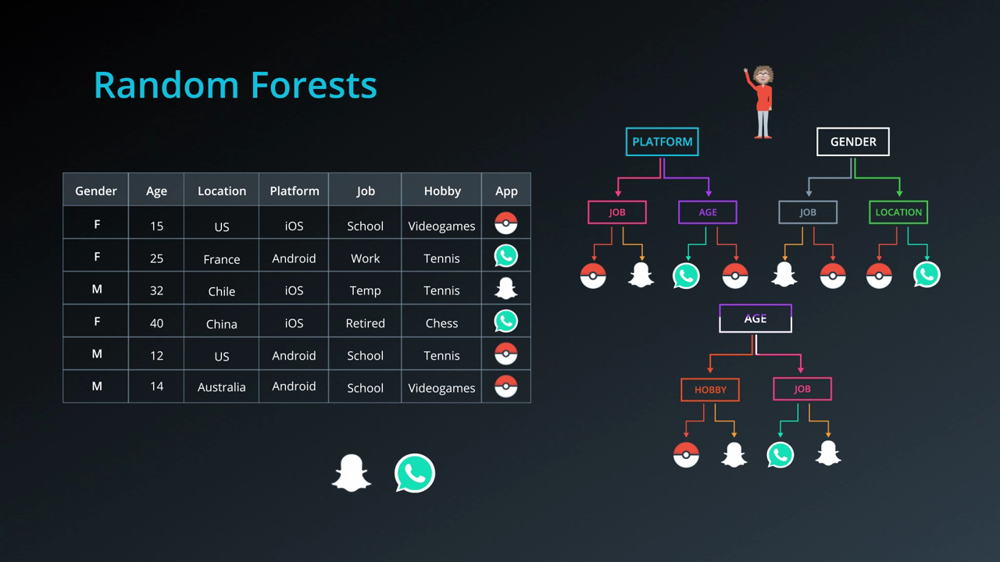 Random Forests
Gender Age Location Platform Job Hobby App
F 15 US iOS School Videogames
F 25 France Android Work Tennis
M 32 Chile iOS Temp Tennis
F 40 China iOS Retired Chess
M 12 US Android School Tennis
M 14 Australia Android School Videogames
PLATFORM GENDER
JOB AGE JOB LOCATION
AGE
HOBBY JOB